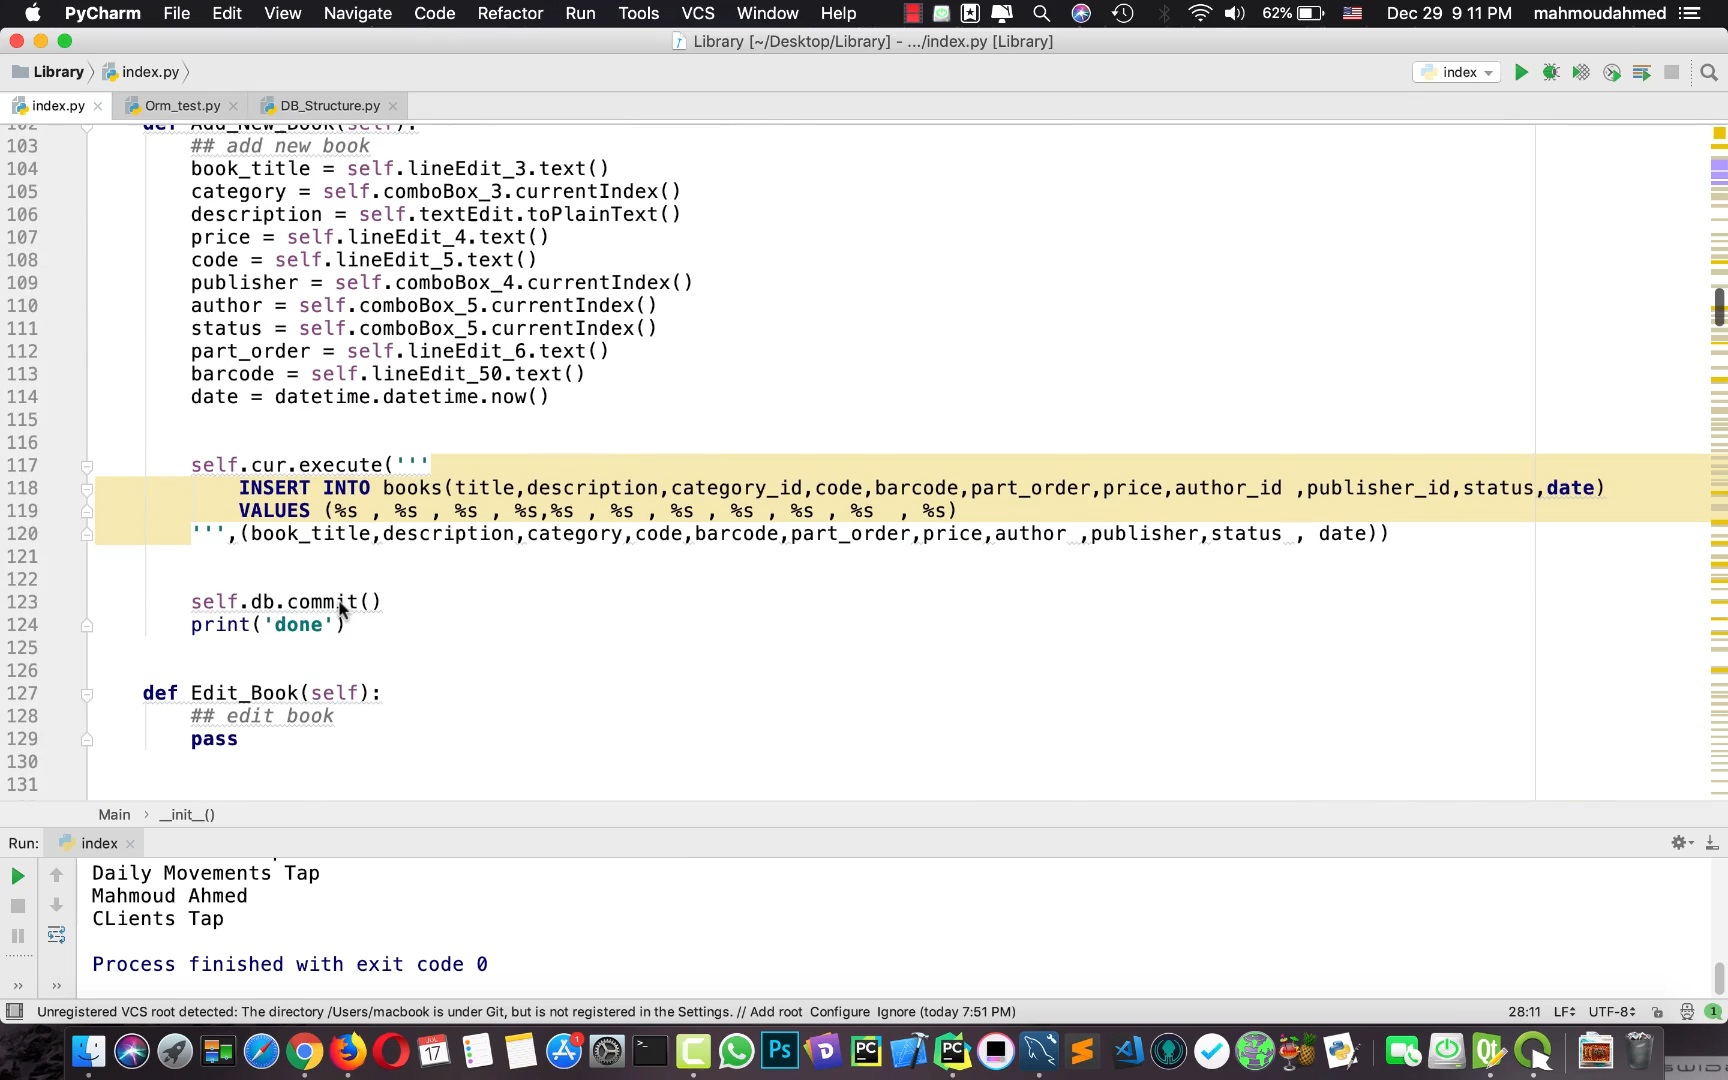 PyCharm File Edit View Navigate Code Refactor Run Tools VCS Window Help 62% Dec 29 9 11 PM mahmoudahmed
Library [~/Desktop/Library] - .../index.py [Library]
Library index.py index
index.py Orm_test.py DB_Structure.py
102 def Add_New_Book(self):
103 ## add new book
104 book_title = self.lineEdit_3.text()
105 category = self.comboBox_3.currentIndex()
106 description = self.textEdit.toPlainText()
107 price = self.lineEdit_4.text()
108 code = self.lineEdit_5.text()
109 publisher = self.comboBox_4.currentIndex()
110 author = self.comboBox_5.currentIndex()
111 status = self.comboBox_5.currentIndex()
112 part_order = self.lineEdit_6.text()
113 barcode = self.lineEdit_50.text()
114 date = datetime.datetime.now()
115
116
117 self.cur.execute('''
118 INSERT INTO books(title,description,category_id,code,barcode,part_order,price,author_id ,publisher_id,status,date)
119 VALUES (%s , %s , %s , %s,%s , %s , %s , %s , %s , %s  , %s)
120 ''',(book_title,description,category,code,barcode,part_order,price,author ,publisher,status , date))
121
122
123 self.db.commit()
124 print('done')
125
126
127 def Edit_Book(self):
128 ## edit book
129 pass
130
131
Main __init__()
Run: index
Daily Movements Tap
Mahmoud Ahmed
CLients Tap
Process finished with exit code 0
Unregistered VCS root detected: The directory /Users/macbook is under Git, but is not registered in the Settings. // Add root Configure Ignore (today 7:51 PM) 28:11 LF UTF-8 1